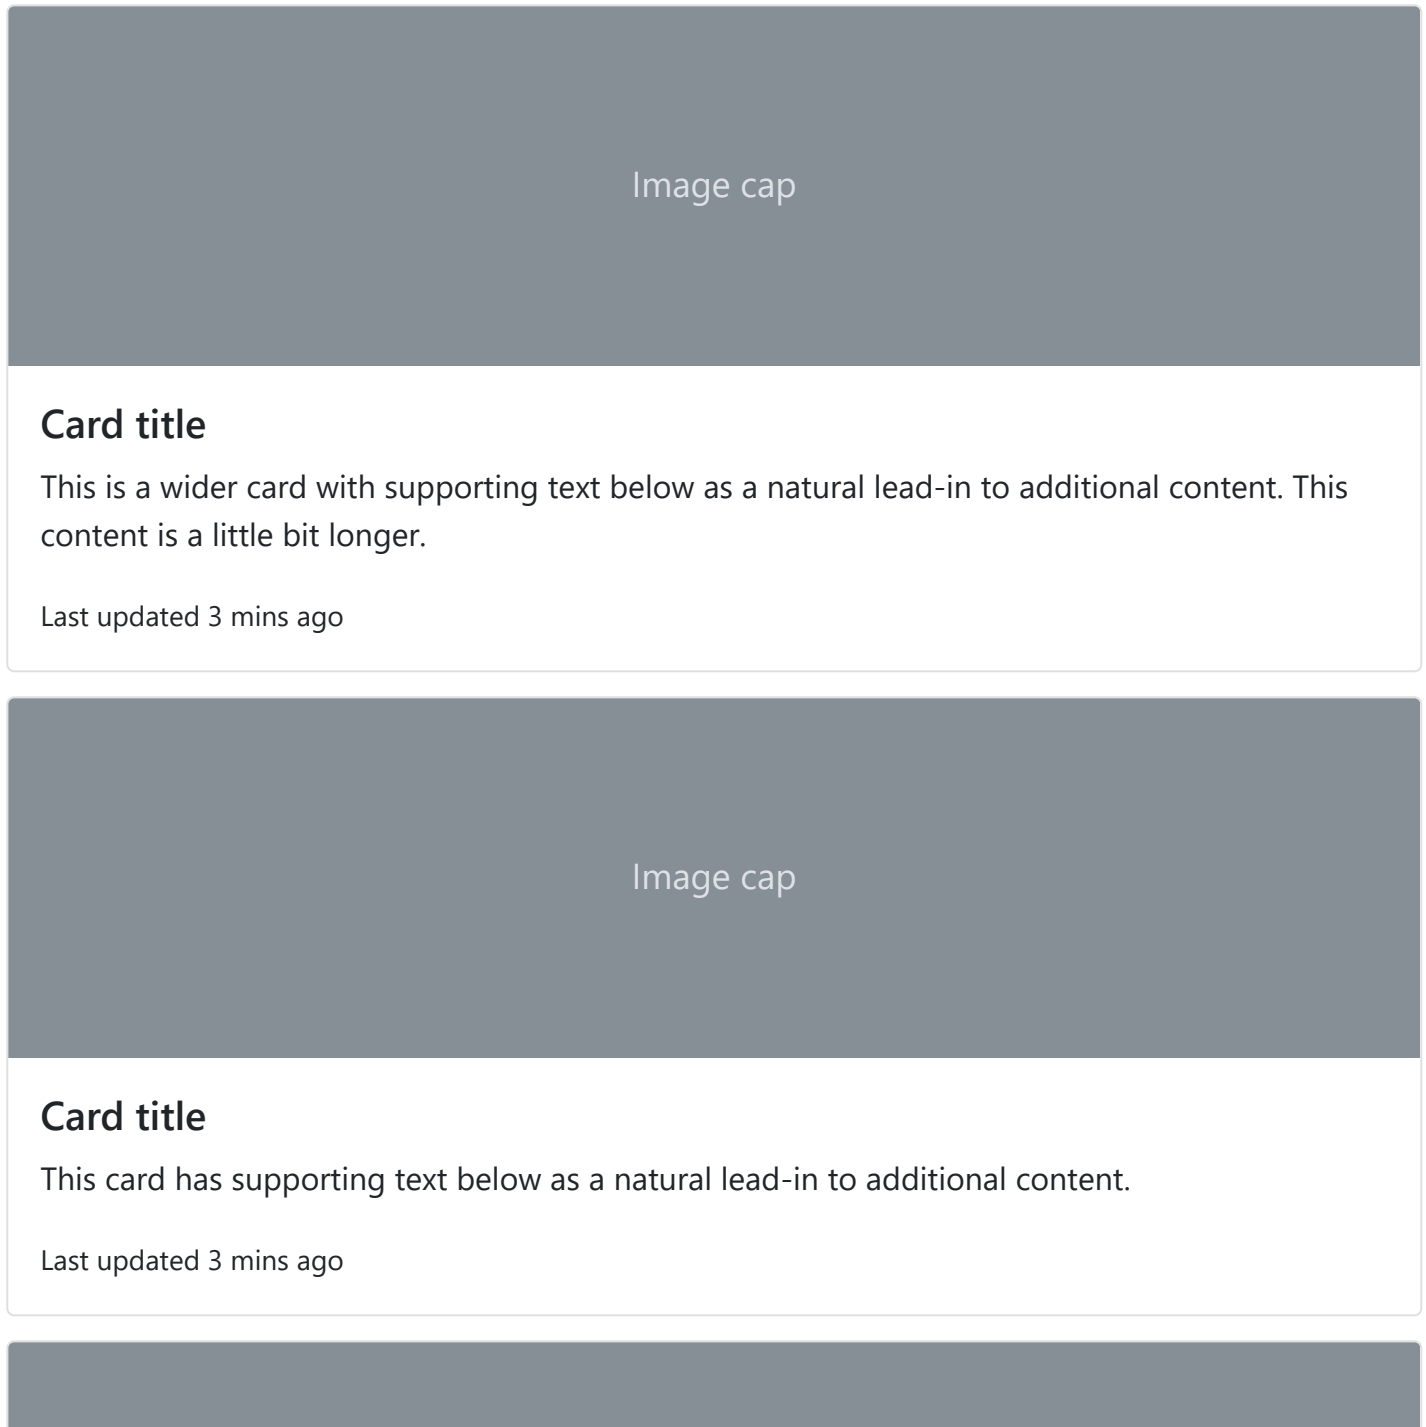 Image cap
Card title
This is a wider card with supporting text below as a natural lead-in to additional content. This
content is a little bit longer.
Last updated 3 mins ago
Image cap
Card title
This card has supporting text below as a natural lead-in to additional content.
Last updated 3 mins ago